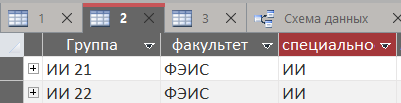 1 2 3 Схема данных
Группа факультет специально
ИИ 21 ФЭИС ИИ
ИИ 22 ФЭИС ИИ